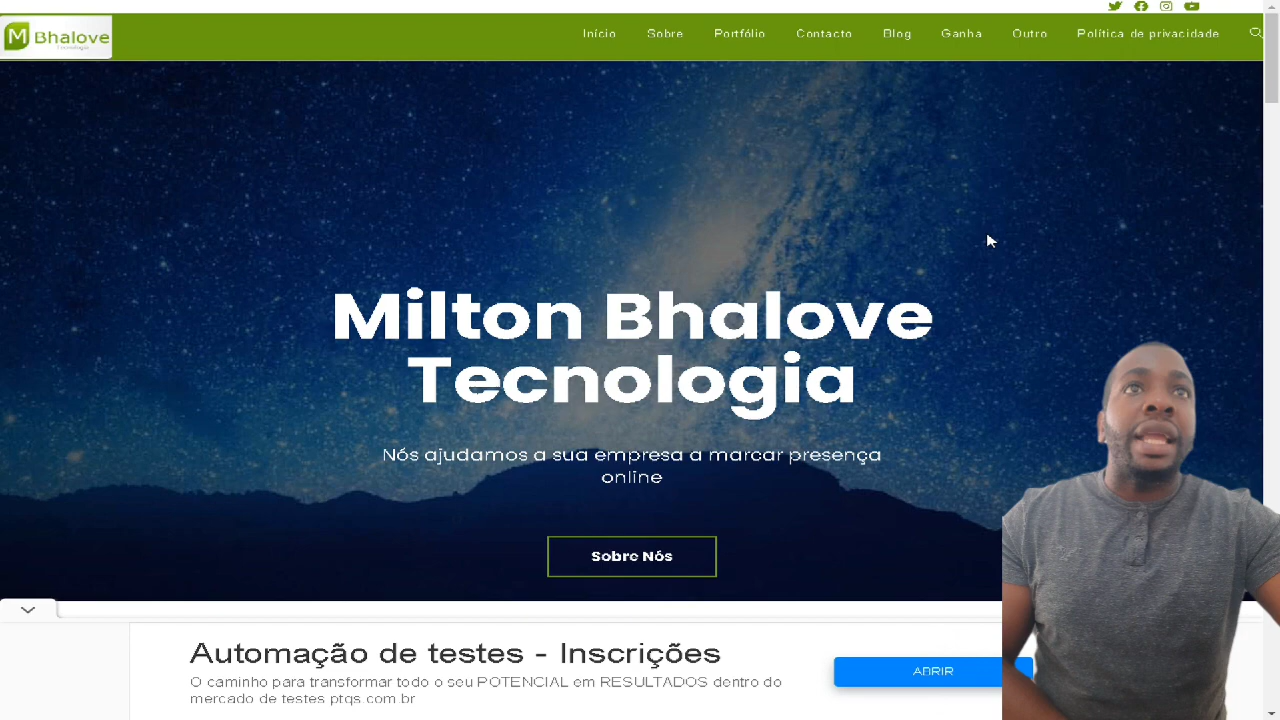 M Bhalove
Tecnologia
Início Sobre Portfólio Contacto Blog Ganha Outro Política de privacidade
Milton Bhalove
Tecnologia
Nós ajudamos a sua empresa a marcar presença
online
Sobre Nós
Automação de testes - Inscrições
O caminho para transformar todo o seu POTENCIAL em RESULTADOS dentro do
mercado de testes ptqs.com.br
ABRIR